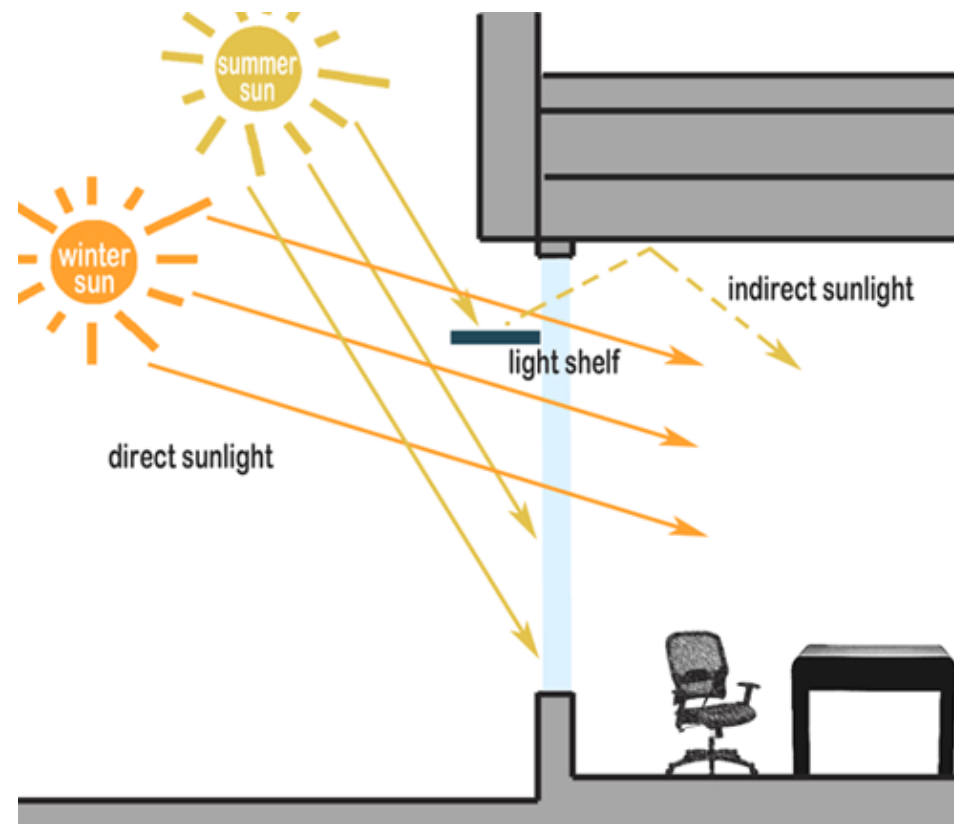 summer
sun
winter
sun
indirect sunlight
light shelf
direct sunlight